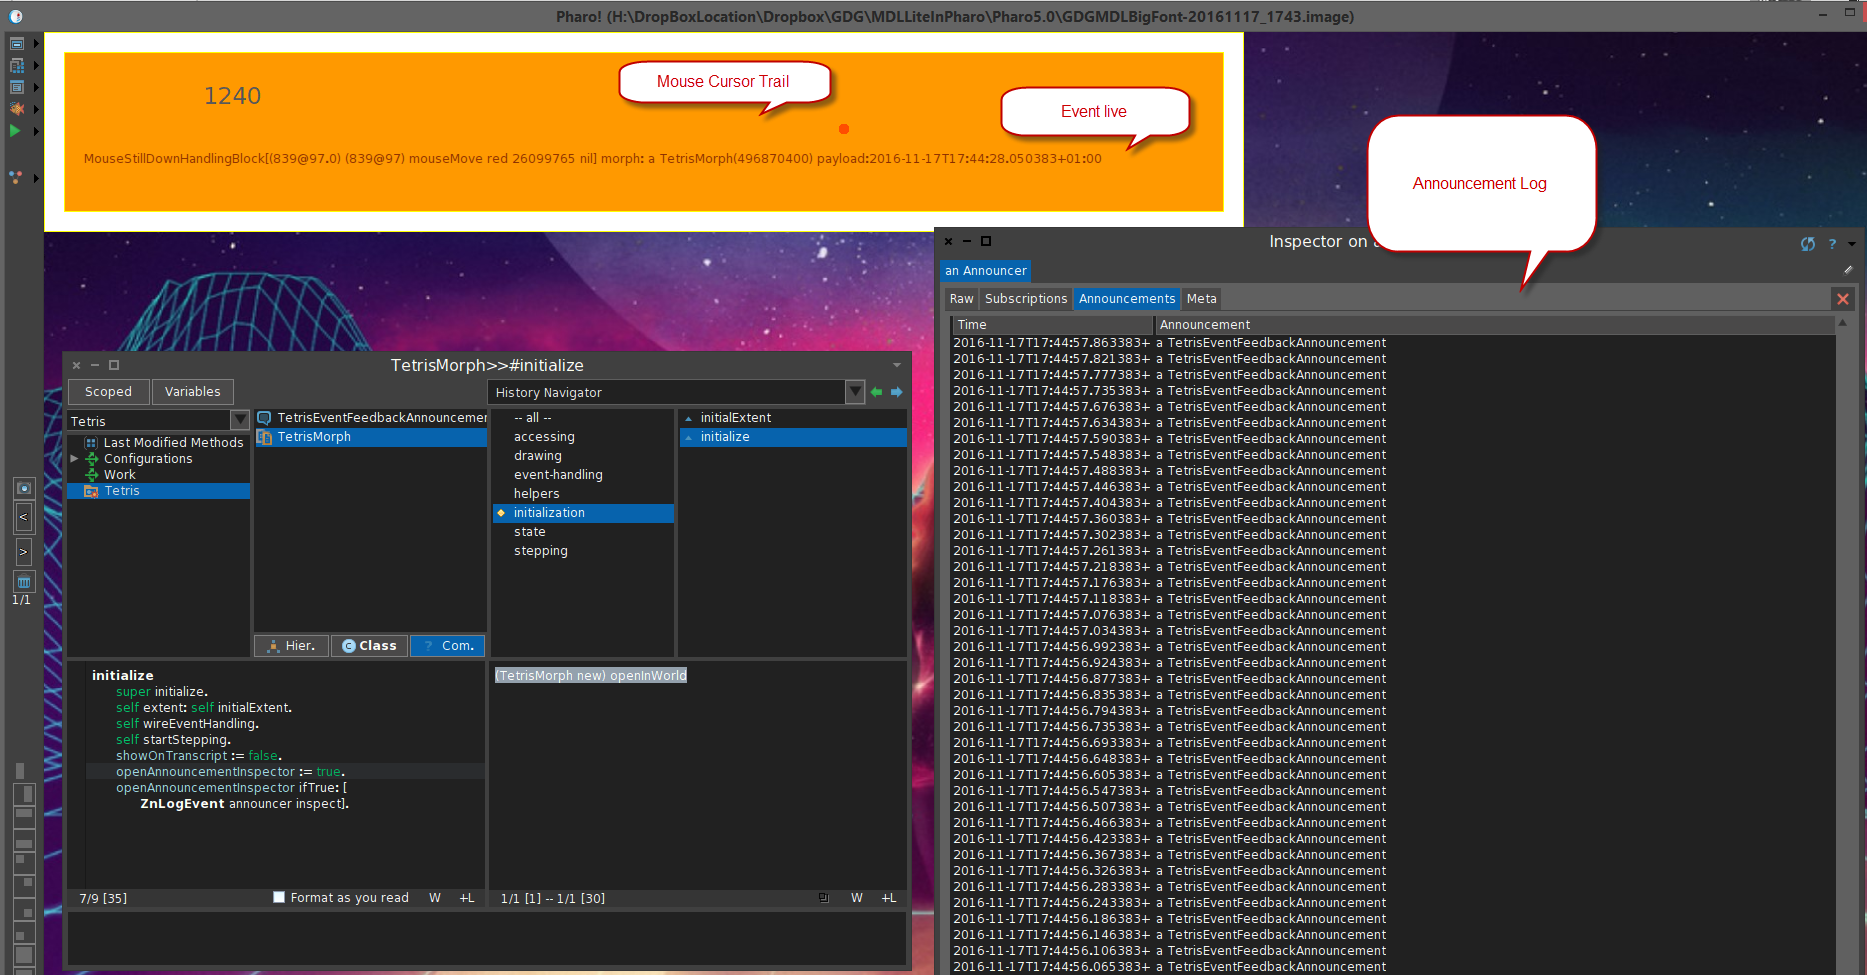 Pharo! (H:\DropBoxLocation\Dropbox\GDG\MDLLiteInPharo\Pharo5.0\GDGMDLBigFont-20161117_1743.image)
Mouse Cursor Trail
1240
Event live
MouseStillDownHandlingBlock[(839@97.0) (839@97) mouseMove red 26099765 nil] morph: a TetrisMorph(496870400) payload:2016-11-17T17:44:28.050383+01:00
Announcement Log
<
>
1/1
TetrisMorph>>#initialize
Scoped Variables
History Navigator
Tetris
Last Modified Methods
Configurations
Work
Tetris
TetrisEventFeedbackAnnouncemen
TetrisMorph
-- all --
accessing
drawing
event-handling
helpers
initialization
state
stepping
initialExtent
initialize
Hier. Class ? Com.
initialize
super initialize.
self extent: self initialExtent.
self wireEventHandling.
self startStepping.
showOnTranscript := false.
openAnnouncementInspector := true.
openAnnouncementInspector ifTrue: [
ZnLogEvent announcer inspect].
(TetrisMorph new) openInWorld
7/9 [35] Format as you read W +L
1/1 [1] -- 1/1 [30] W +L
Inspector on a
?
an Announcer
Raw Subscriptions Announcements Meta
Time Announcement
2016-11-17T17:44:57.863383+ a TetrisEventFeedbackAnnouncement
2016-11-17T17:44:57.821383+ a TetrisEventFeedbackAnnouncement
2016-11-17T17:44:57.777383+ a TetrisEventFeedbackAnnouncement
2016-11-17T17:44:57.735383+ a TetrisEventFeedbackAnnouncement
2016-11-17T17:44:57.676383+ a TetrisEventFeedbackAnnouncement
2016-11-17T17:44:57.634383+ a TetrisEventFeedbackAnnouncement
2016-11-17T17:44:57.590383+ a TetrisEventFeedbackAnnouncement
2016-11-17T17:44:57.548383+ a TetrisEventFeedbackAnnouncement
2016-11-17T17:44:57.488383+ a TetrisEventFeedbackAnnouncement
2016-11-17T17:44:57.446383+ a TetrisEventFeedbackAnnouncement
2016-11-17T17:44:57.404383+ a TetrisEventFeedbackAnnouncement
2016-11-17T17:44:57.360383+ a TetrisEventFeedbackAnnouncement
2016-11-17T17:44:57.302383+ a TetrisEventFeedbackAnnouncement
2016-11-17T17:44:57.261383+ a TetrisEventFeedbackAnnouncement
2016-11-17T17:44:57.218383+ a TetrisEventFeedbackAnnouncement
2016-11-17T17:44:57.176383+ a TetrisEventFeedbackAnnouncement
2016-11-17T17:44:57.118383+ a TetrisEventFeedbackAnnouncement
2016-11-17T17:44:57.076383+ a TetrisEventFeedbackAnnouncement
2016-11-17T17:44:57.034383+ a TetrisEventFeedbackAnnouncement
2016-11-17T17:44:56.992383+ a TetrisEventFeedbackAnnouncement
2016-11-17T17:44:56.924383+ a TetrisEventFeedbackAnnouncement
2016-11-17T17:44:56.877383+ a TetrisEventFeedbackAnnouncement
2016-11-17T17:44:56.835383+ a TetrisEventFeedbackAnnouncement
2016-11-17T17:44:56.794383+ a TetrisEventFeedbackAnnouncement
2016-11-17T17:44:56.735383+ a TetrisEventFeedbackAnnouncement
2016-11-17T17:44:56.693383+ a TetrisEventFeedbackAnnouncement
2016-11-17T17:44:56.648383+ a TetrisEventFeedbackAnnouncement
2016-11-17T17:44:56.605383+ a TetrisEventFeedbackAnnouncement
2016-11-17T17:44:56.547383+ a TetrisEventFeedbackAnnouncement
2016-11-17T17:44:56.507383+ a TetrisEventFeedbackAnnouncement
2016-11-17T17:44:56.466383+ a TetrisEventFeedbackAnnouncement
2016-11-17T17:44:56.423383+ a TetrisEventFeedbackAnnouncement
2016-11-17T17:44:56.367383+ a TetrisEventFeedbackAnnouncement
2016-11-17T17:44:56.326383+ a TetrisEventFeedbackAnnouncement
2016-11-17T17:44:56.283383+ a TetrisEventFeedbackAnnouncement
2016-11-17T17:44:56.243383+ a TetrisEventFeedbackAnnouncement
2016-11-17T17:44:56.186383+ a TetrisEventFeedbackAnnouncement
2016-11-17T17:44:56.146383+ a TetrisEventFeedbackAnnouncement
2016-11-17T17:44:56.106383+ a TetrisEventFeedbackAnnouncement
2016-11-17T17:44:56.065383+ a TetrisEventFeedbackAnnouncement